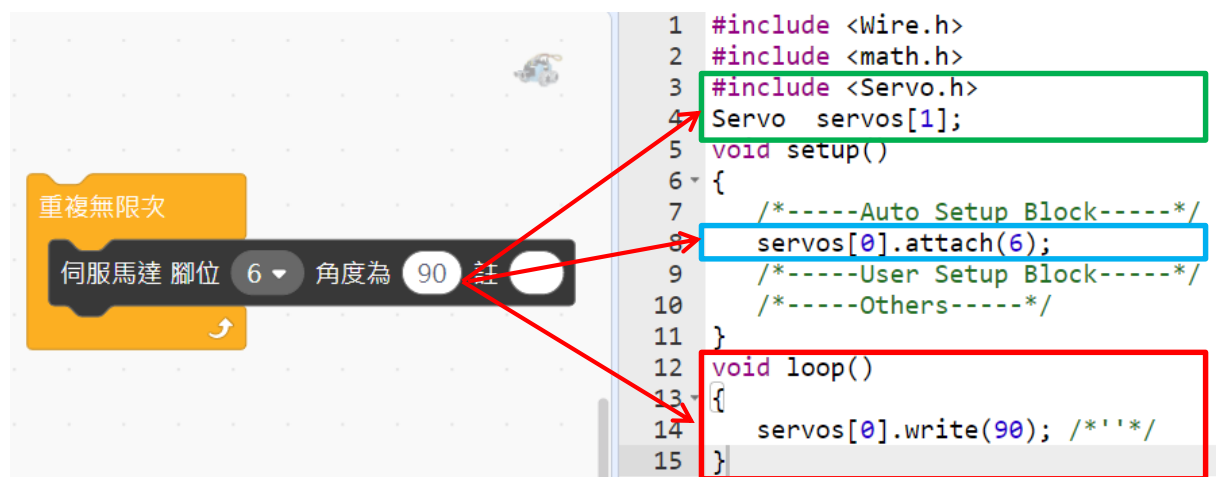 重複無限次
伺服馬達 腳位 6 角度為 90 註
1 #include <Wire.h>
2 #include <math.h>
3 #include <Servo.h>
4 Servo  servos[1];
5 void setup()
6 {
7 /*-----Auto Setup Block-----*/
8 servos[0].attach(6);
9 /*-----User Setup Block-----*/
10 /*-----Others-----*/
11 }
12 void loop()
13 {
14 servos[0].write(90); /*''*/
15 }